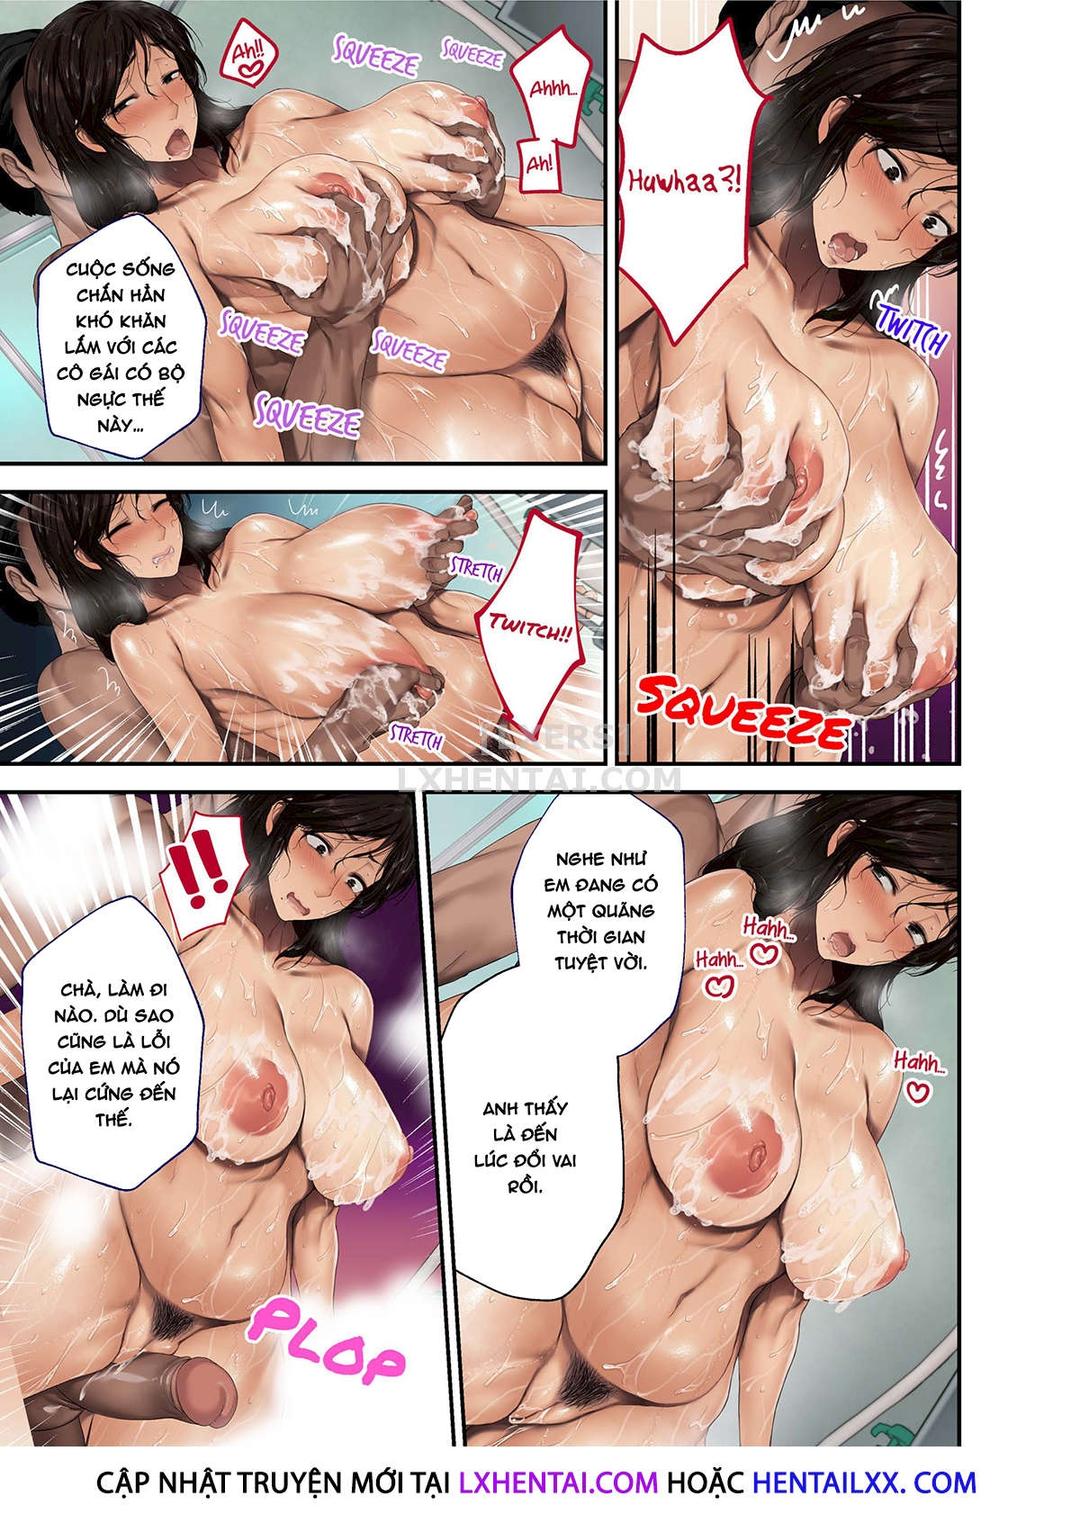 Huwhaa?!
TWITCH
SQUEEZE
Ah!!
SQUEEZE
SQUEEZE
Ahhh...
Ah!
CUỘC SỐNG
CHẮN HẲN
KHÓ KHĂN
LẮM VỚI CÁC
CÔ GÁI CÓ BỘ
NGỰC THẾ
NÀY...
SQUEEZE
SQUEEZE
SQUEEZE
STRETCH
TWITCH!!
STRETCH
LXHENTAI.COM
NGHE NHƯ
EM ĐANG CÓ
MỘT QUÃNG
THỜI GIAN
TUYỆT VỜI.
Hahh...
Hahh...
Hahh...
ANH THẤY
LÀ ĐẾN
LÚC ĐỔI VAI
RỒI.
!!
CHÀ, LÀM ĐI
NÀO. DÙ SAO
CŨNG LÀ LỖI
CỦA EM MÀ NÓ
LẠI CỨNG ĐẾN
THẾ.
PLOP
CẬP NHẬT TRUYỆN MỚI TẠI LXHENTAI.COM HOẶC HENTAILXX. COM